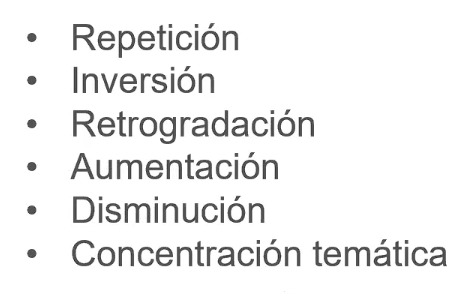 • Repetición
• Inversión
• Retrogradación
• Aumentación
• Disminución
• Concentración temática